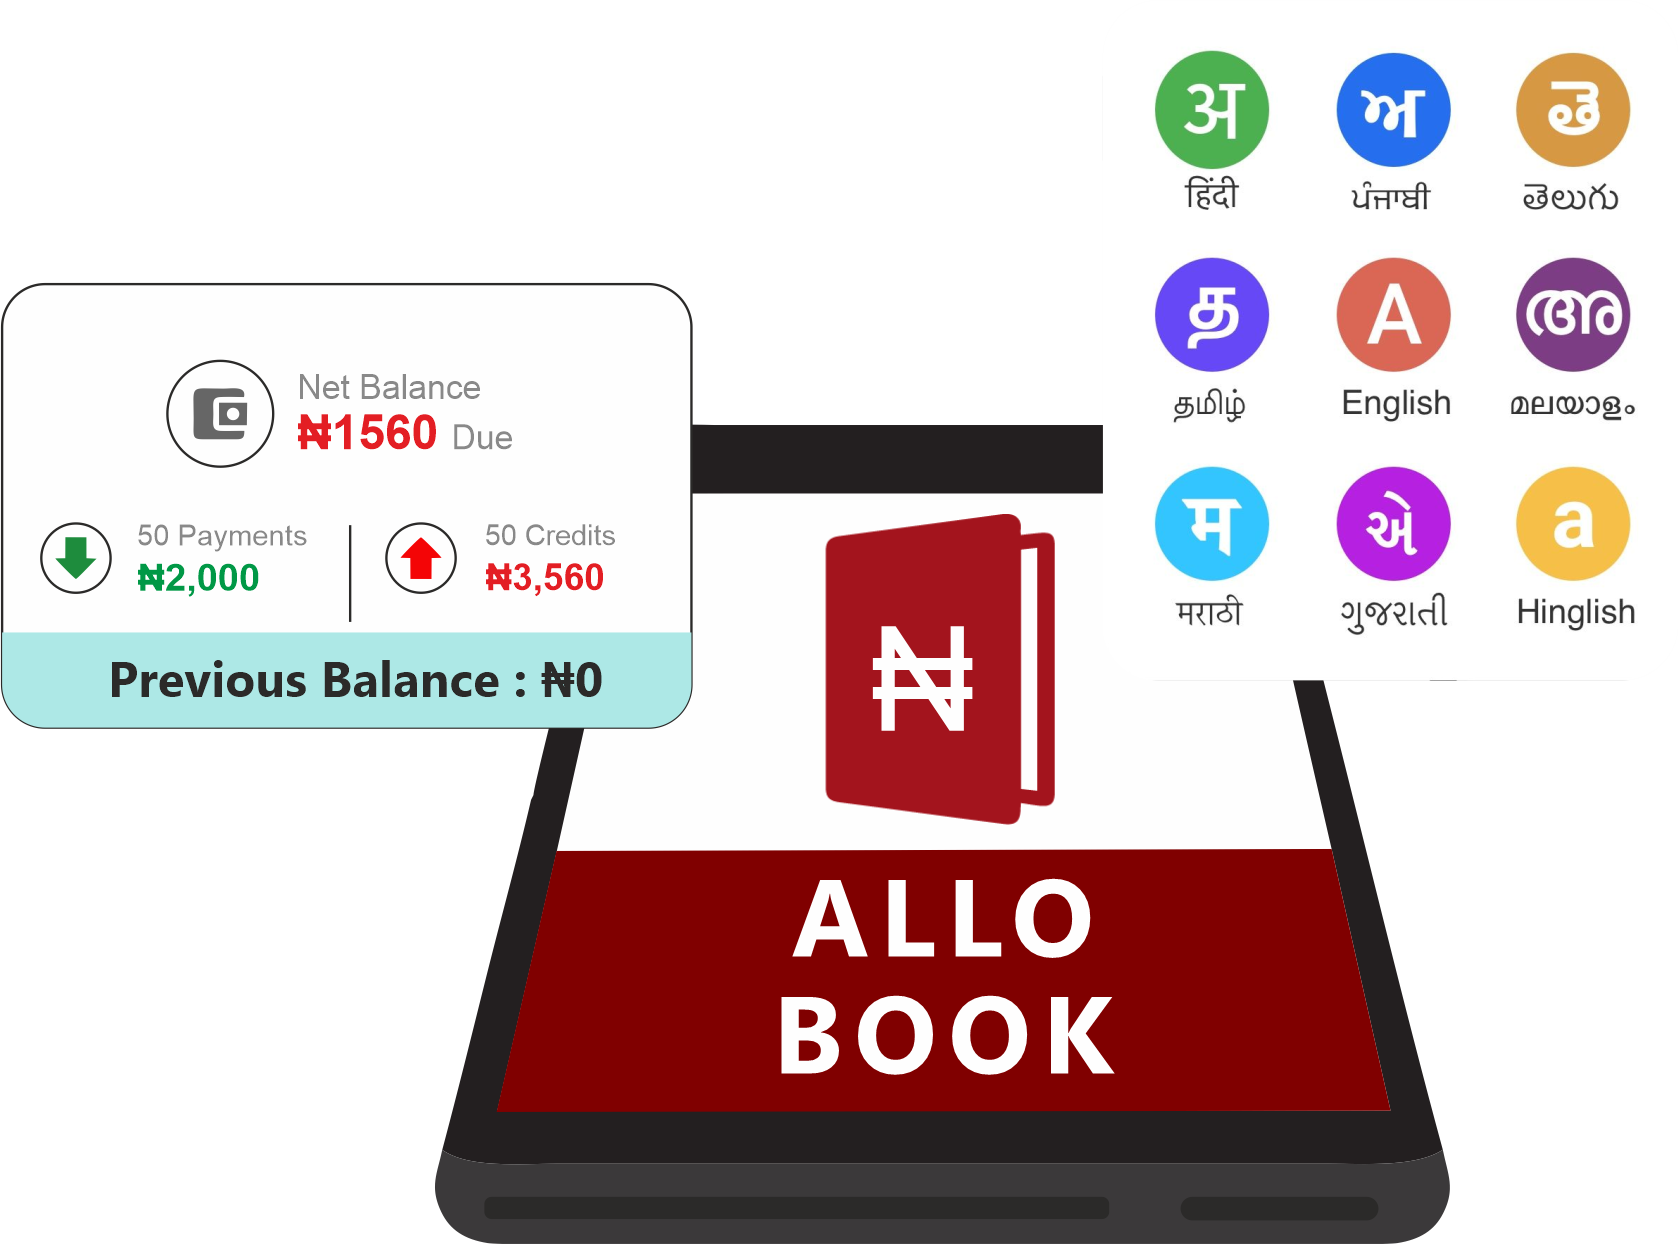 Net Balance
₦1560 Due
50 Payments
₦2,000
50 Credits
₦3,560
Previous Balance : ₦0
अ
ਅ
తె
हिंदी
ਪੰਜਾਬੀ
తెలుగు
த
A
അ
தமிழ்
English
മലയാളം
म
એ
a
मराठी
ગુજરાતી
Hinglish
₦
ALLO
BOOK